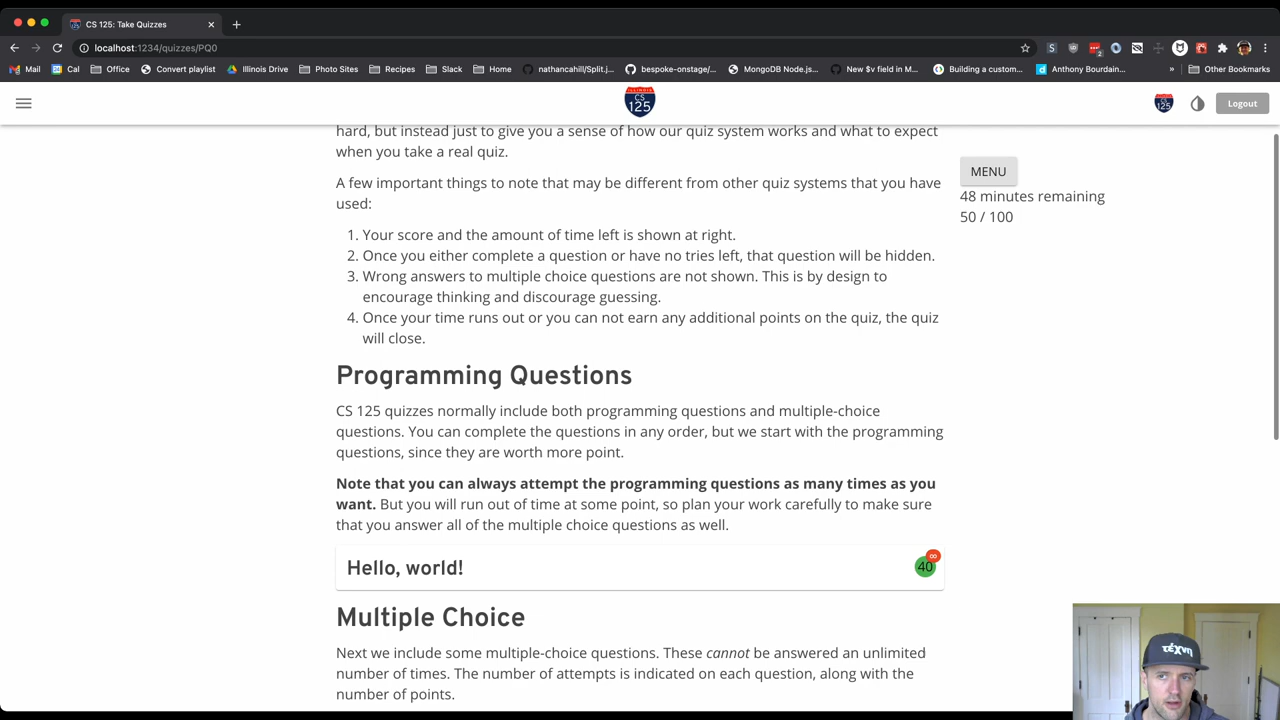 CS 125: Take Quizzes
localhost:1234/quizzes/PQ0
Mail Cal Office Convert playlist Illinois Drive Photo Sites Recipes Slack Home nathancahill/Split.j... bespoke-onstage/... MongoDB Node.js... New $v field in M... Building a custom... Anthony Bourdain... » Other Bookmarks
ILLINOIS CS 125
Logout
hard, but instead just to give you a sense of how our quiz system works and what to expect
when you take a real quiz.
MENU
48 minutes remaining
50 / 100
A few important things to note that may be different from other quiz systems that you have
used:
1. Your score and the amount of time left is shown at right.
2. Once you either complete a question or have no tries left, that question will be hidden.
3. Wrong answers to multiple choice questions are not shown. This is by design to
encourage thinking and discourage guessing.
4. Once your time runs out or you can not earn any additional points on the quiz, the quiz
will close.
Programming Questions
CS 125 quizzes normally include both programming questions and multiple-choice
questions. You can complete the questions in any order, but we start with the programming
questions, since they are worth more point.
Note that you can always attempt the programming questions as many times as you
want. But you will run out of time at some point, so plan your work carefully to make sure
that you answer all of the multiple choice questions as well.
Hello, world! 40 ∞
Multiple Choice
Next we include some multiple-choice questions. These cannot be answered an unlimited
number of times. The number of attempts is indicated on each question, along with the
number of points.
τέχνη